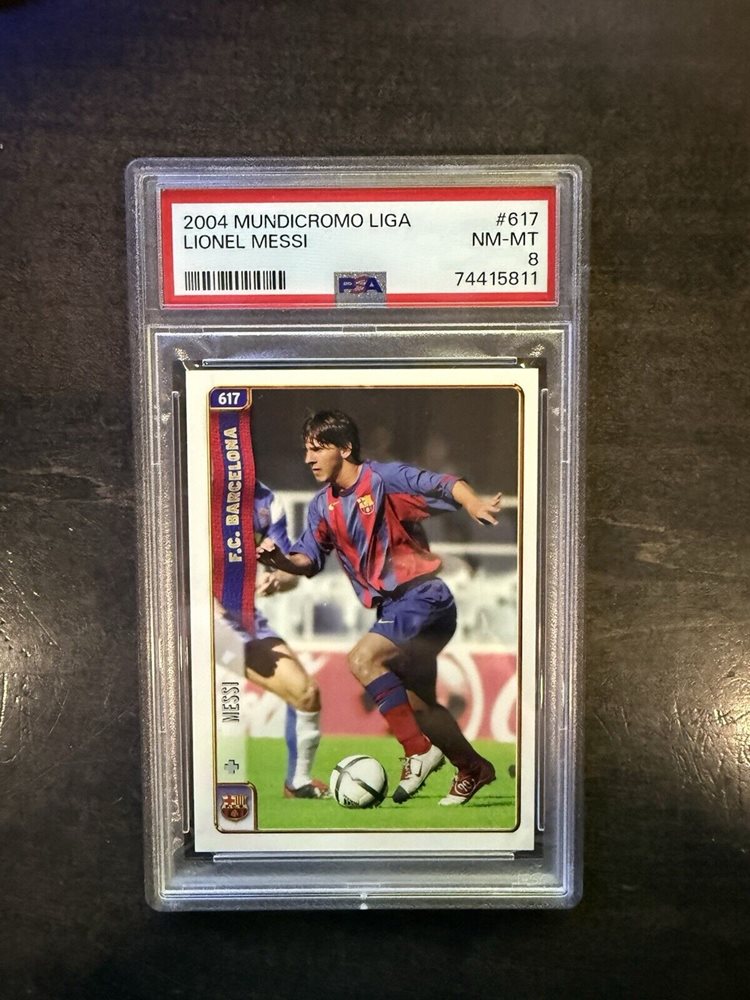 2004 MUNDICROMO LIGA #617
LIONEL MESSI NM-MT
8
PSA 74415811
617
F.C. BARCELONA
MESSI